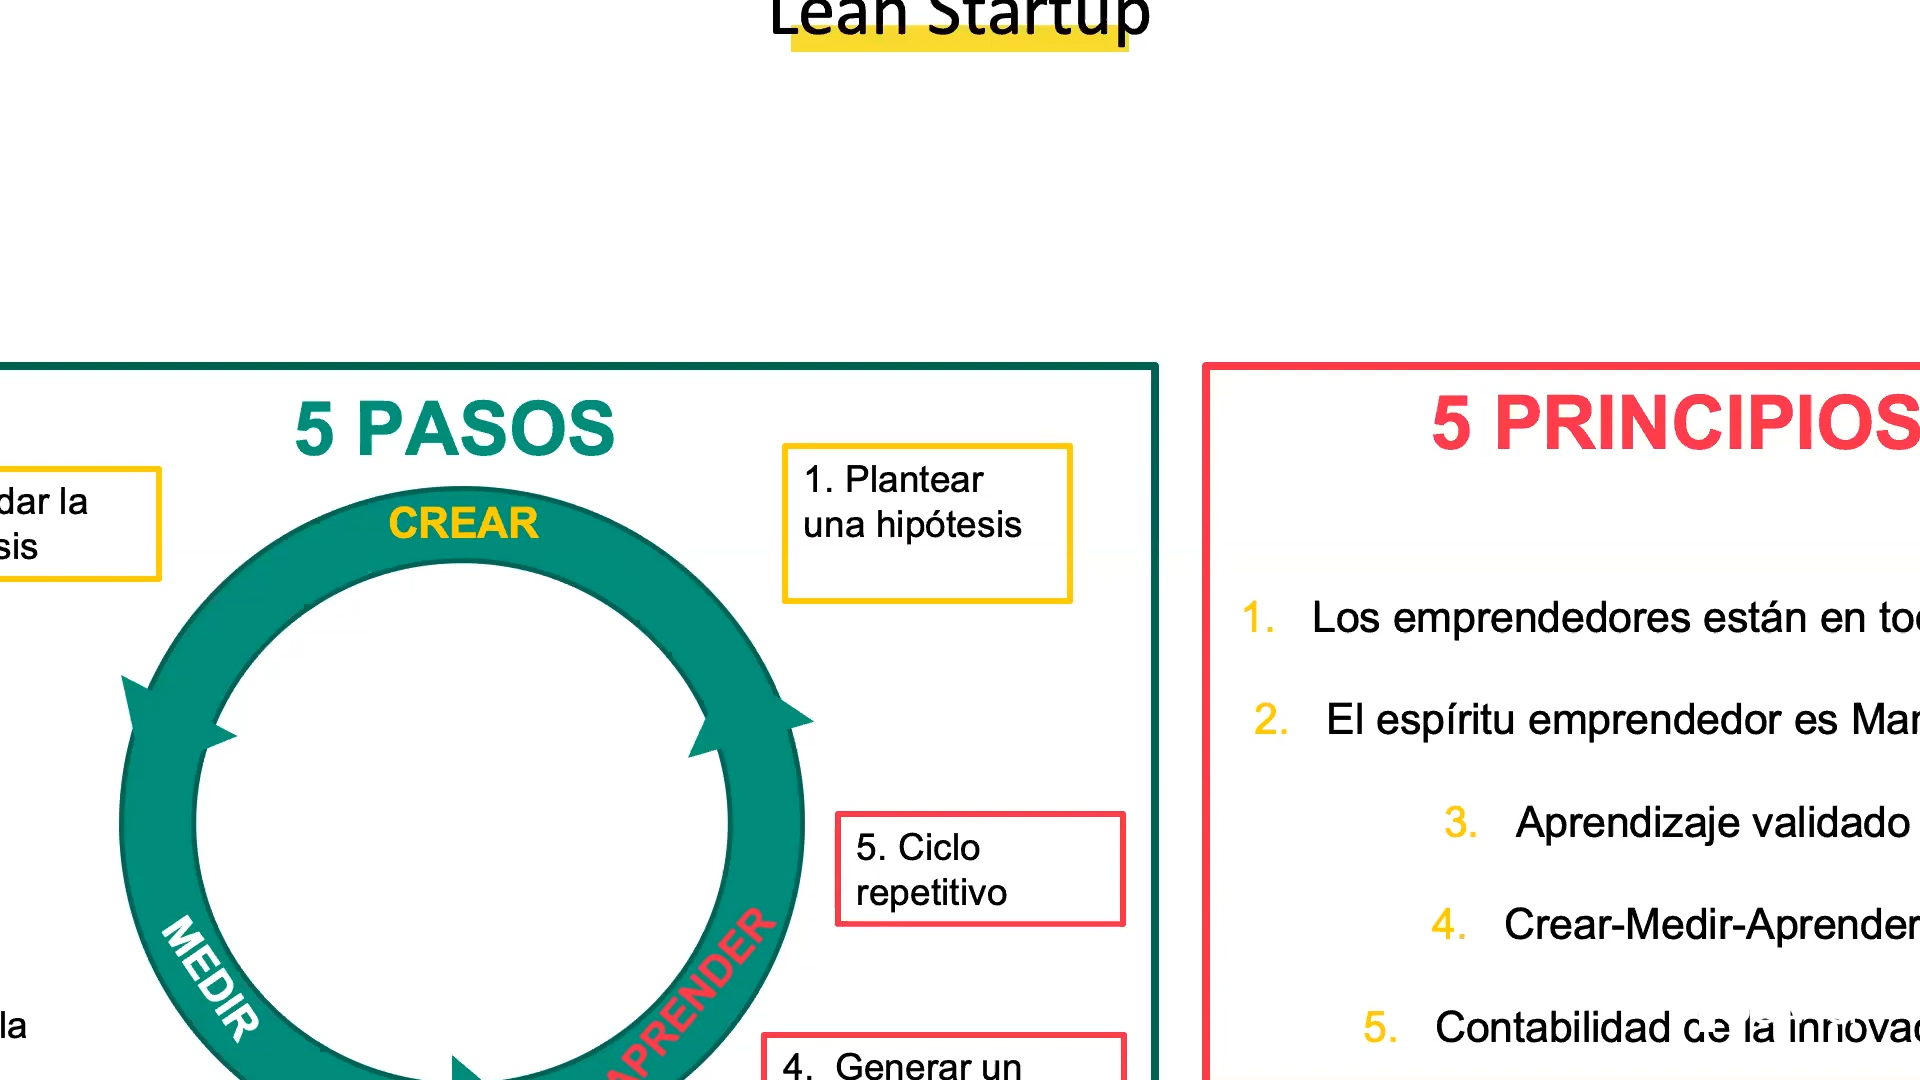 Lean Startup
5 PASOS
dar la
sis
CREAR
1. Plantear
una hipótesis
MEDIR
APRENDER
5. Ciclo
repetitivo
la
4. Generar un
5 PRINCIPIOS
1. Los emprendedores están en
2. El espíritu emprendedor es
3. Aprendizaje validado
4. Crear-Medir-Aprender
5. Contabilidad de la